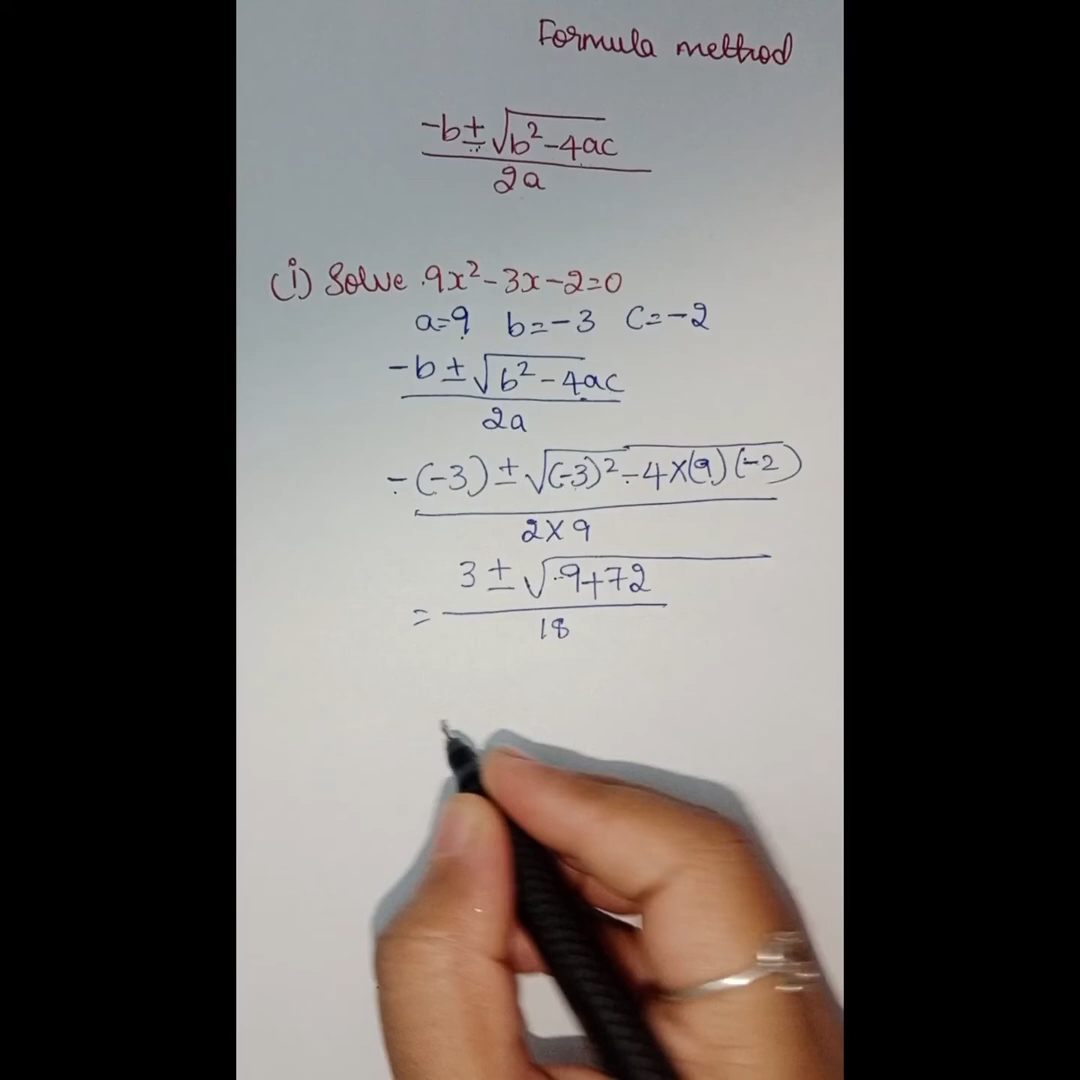 Formula method
-b±√b²-4ac
2a
(i) Solve 9x²-3x-2=0
a=9 b=-3 c=-2
-b±√b²-4ac
2a
-(-3)±√(-3)²-4×(9)(-2)
2×9
3±√9+72
=
18